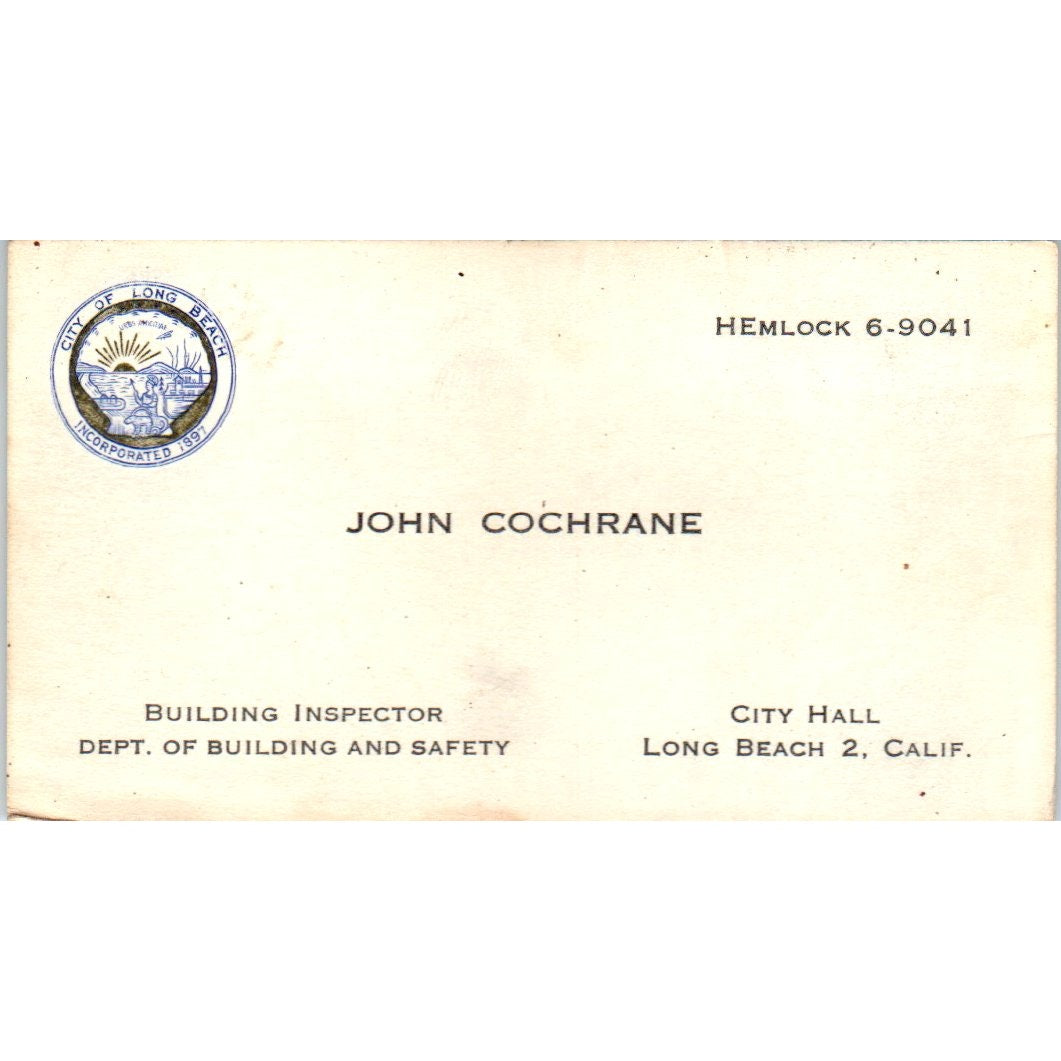 CITY OF LONG BEACH
INCORPORATED 1897
HEMLOCK 6-9041
JOHN COCHRANE
BUILDING INSPECTOR
DEPT. OF BUILDING AND SAFETY
CITY HALL
LONG BEACH 2, CALIF.